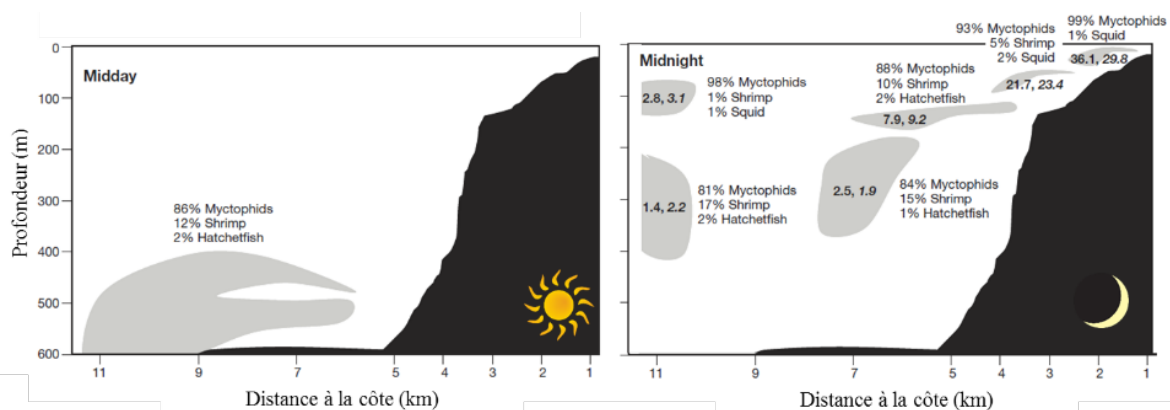 Midday
Profondeur (m)
0
100
200
300
400
500
600
86% Myctophids
12% Shrimp
2% Hatchetfish
11
9
7
5
4
3
2
1
Distance à la côte (km)
Midnight
93% Myctophids
5% Shrimp
2% Squid
99% Myctophids
1% Squid
36.1, 29.8
21.7, 23.4
88% Myctophids
10% Shrimp
2% Hatchetfish
7.9, 9.2
2.8, 3.1
98% Myctophids
1% Shrimp
1% Squid
1.4, 2.2
81% Myctophids
17% Shrimp
2% Hatchetfish
2.5, 1.9
84% Myctophids
15% Shrimp
1% Hatchetfish
11
9
7
5
4
3
2
1
Distance à la côte (km)